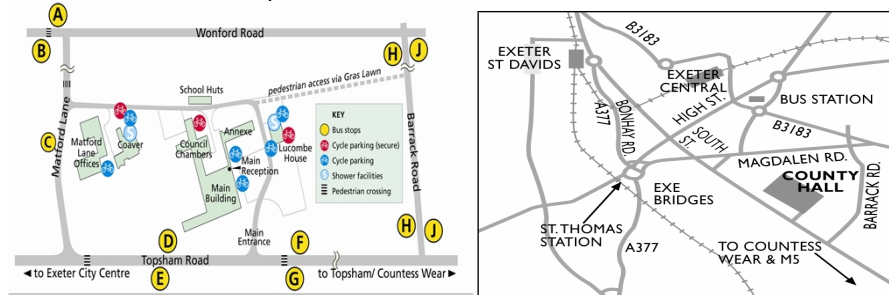 A
Wonford Road
B
H
J
pedestrian access via Gras Lawn
School Huts
Matford Lane
C
Matford
Lane
Offices
Coaver
S
Council
Chambers
Annexe
Main
Reception
Main
Building
S
Lucombe
House
KEY
Bus stops
Cycle parking (secure)
Cycle parking
S
Shower facilities
Pedestrian crossing
Barrack Road
H
J
Main
Entrance
D
F
Topsham Road
E
G
to Exeter City Centre
to Topsham/ Countess Wear
B3183
EXETER
ST DAVIDS
EXETER
CENTRAL
A377
BONHAY RD.
HIGH ST.
BUS STATION
B3183
SOUTH
ST.
MAGDALEN RD.
COUNTY
HALL
BARRACK RD.
EXE
BRIDGES
ST. THOMAS
STATION
A377
TO COUNTESS
WEAR & M5